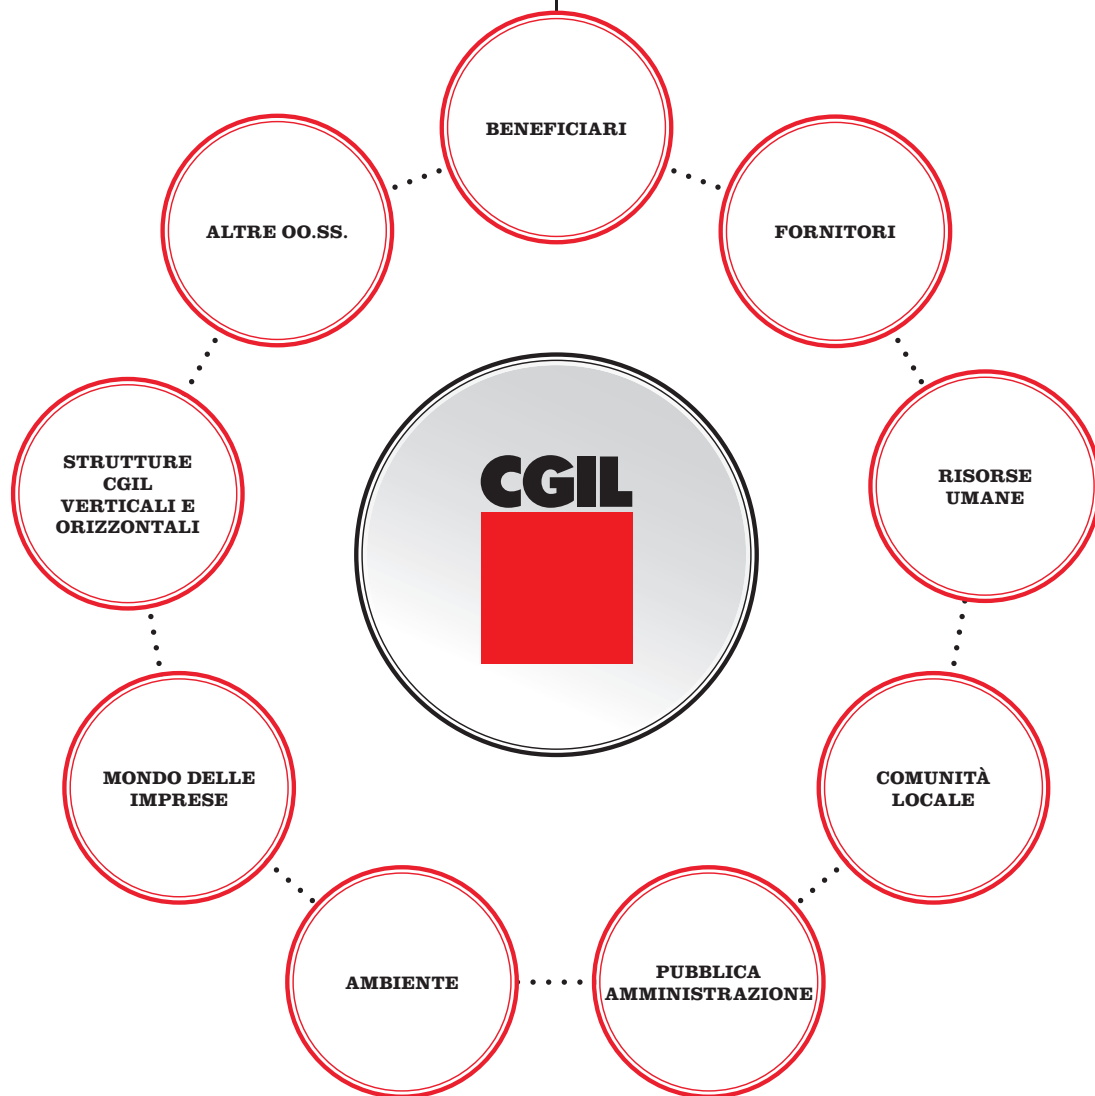 BENEFICIARI
ALTRE OO.SS.
FORNITORI
STRUTTURE
CGIL
VERTICALI E
ORIZZONTALI
CGIL
RISORSE
UMANE
MONDO DELLE
IMPRESE
COMUNITÀ
LOCALE
AMBIENTE
PUBBLICA
AMMINISTRAZIONE